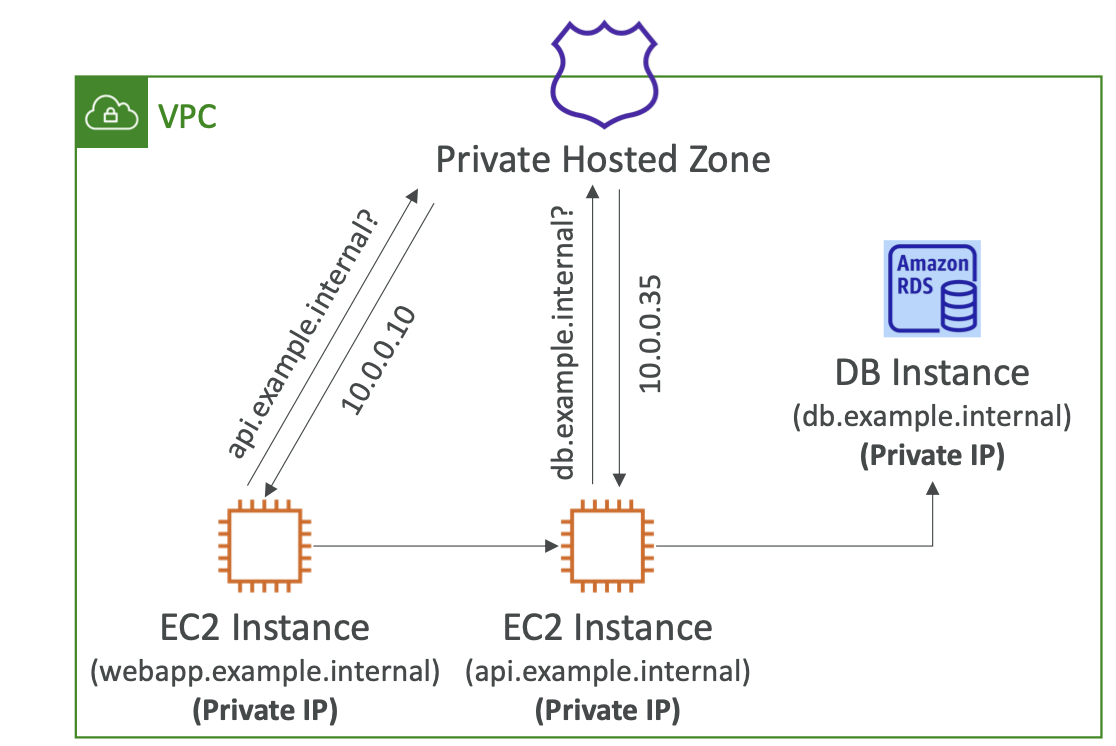 VPC
Private Hosted Zone
api.example.internal?
10.0.0.10
db.example.internal?
10.0.0.35
Amazon
RDS
DB Instance
(db.example.internal)
(Private IP)
EC2 Instance
(webapp.example.internal)
(Private IP)
EC2 Instance
(api.example.internal)
(Private IP)